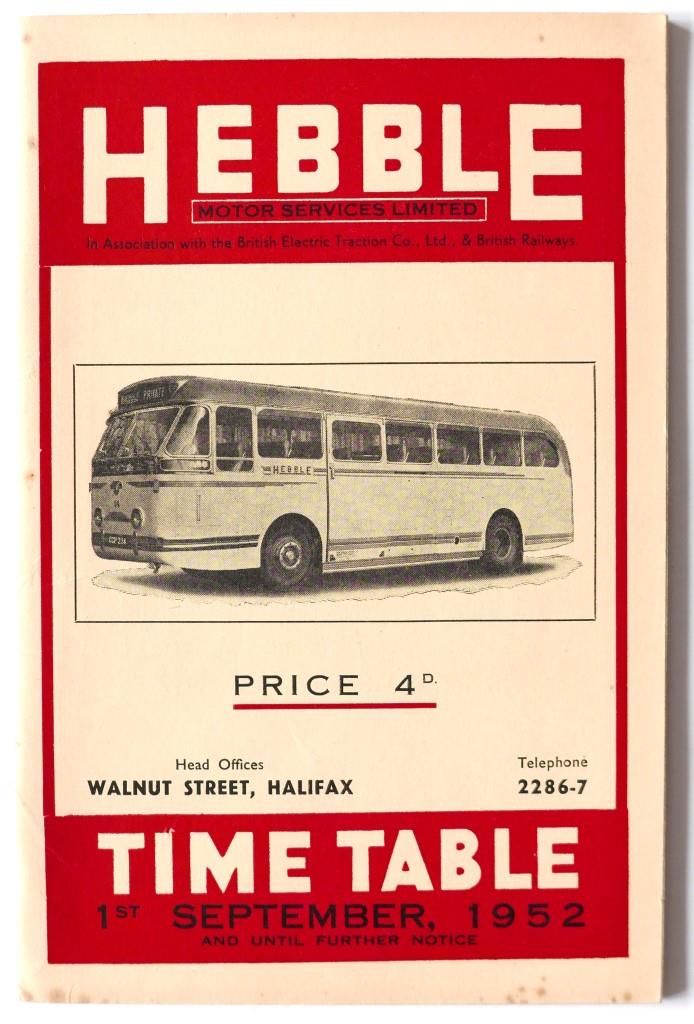 HEBBLE
MOTOR SERVICES LIMITED
In Association with the British Electric Traction Co., Ltd., & British Railways.
HEBBLE
PRICE 4D.
Head Offices
WALNUT STREET, HALIFAX
Telephone
2286-7
TIME TABLE
1ST SEPTEMBER, 1952
AND UNTIL FURTHER NOTICE